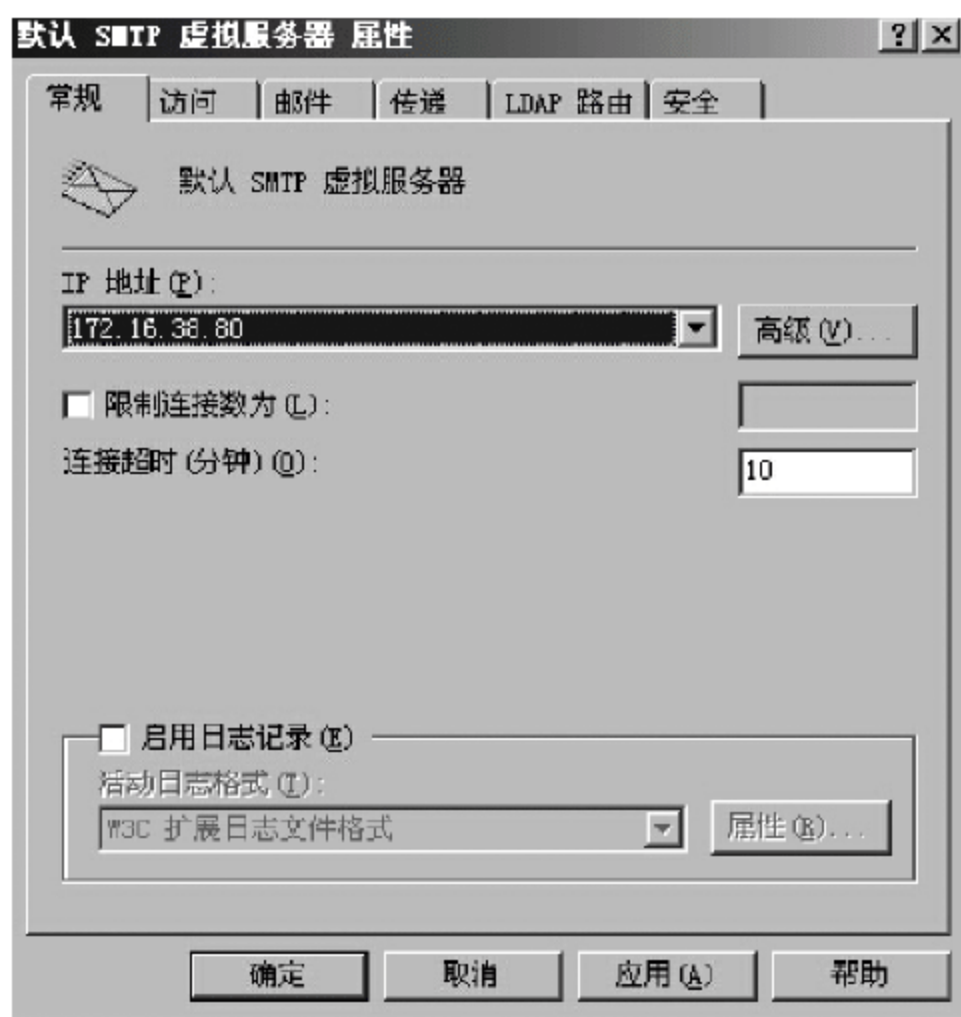 默认 SMTP 虚拟服务器 属性
常规 访问 邮件 传递 LDAP 路由 安全
默认 SMTP 虚拟服务器
IP 地址(P):
172.16.38.80 高级(V)...
限制连接数为(L):
连接超时(分钟)(O): 10
启用日志记录(E)
活动日志格式(T):
W3C 扩展日志文件格式 属性(R)...
确定 取消 应用(A) 帮助